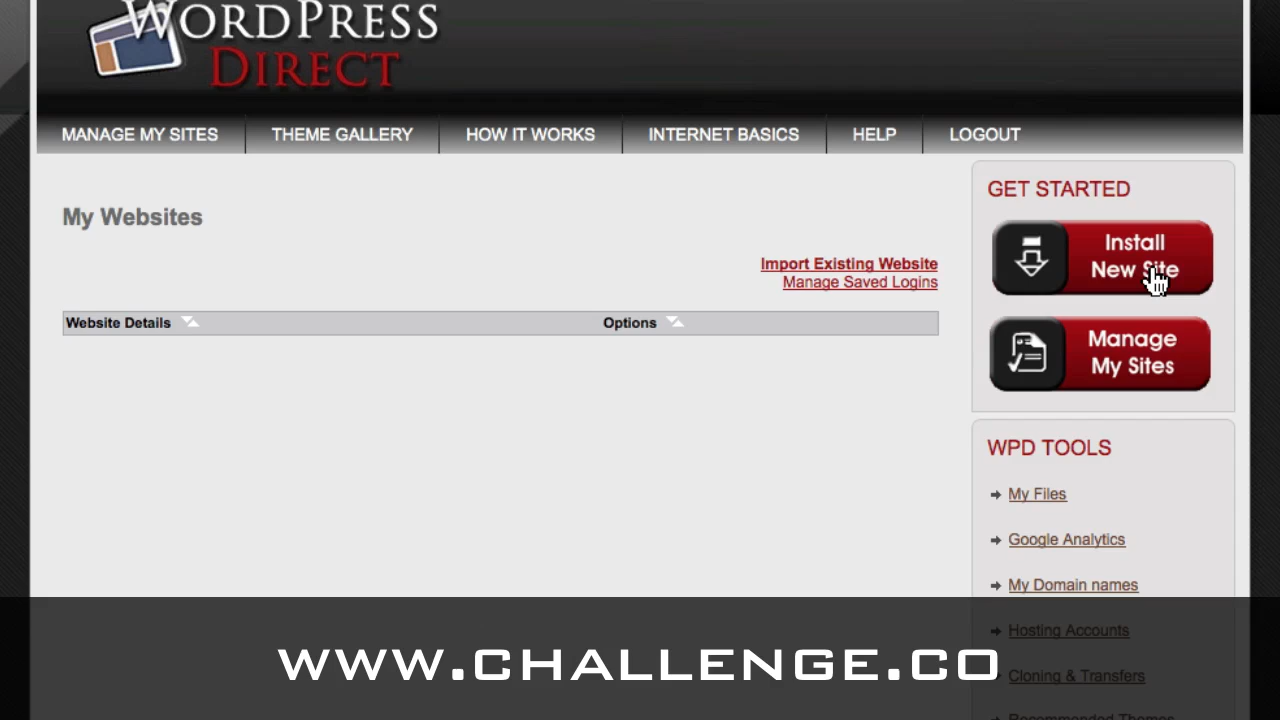 WORDPRESS
DIRECT
MANAGE MY SITES
THEME GALLERY
HOW IT WORKS
INTERNET BASICS
HELP
LOGOUT
My Websites
Import Existing Website
Manage Saved Logins
Website Details
Options
GET STARTED
Install
New Site
Manage
My Sites
WPD TOOLS
My Files
Google Analytics
My Domain names
Hosting Accounts
Cloning & Transfers
Recommended Themes
WWW.CHALLENGE.CO